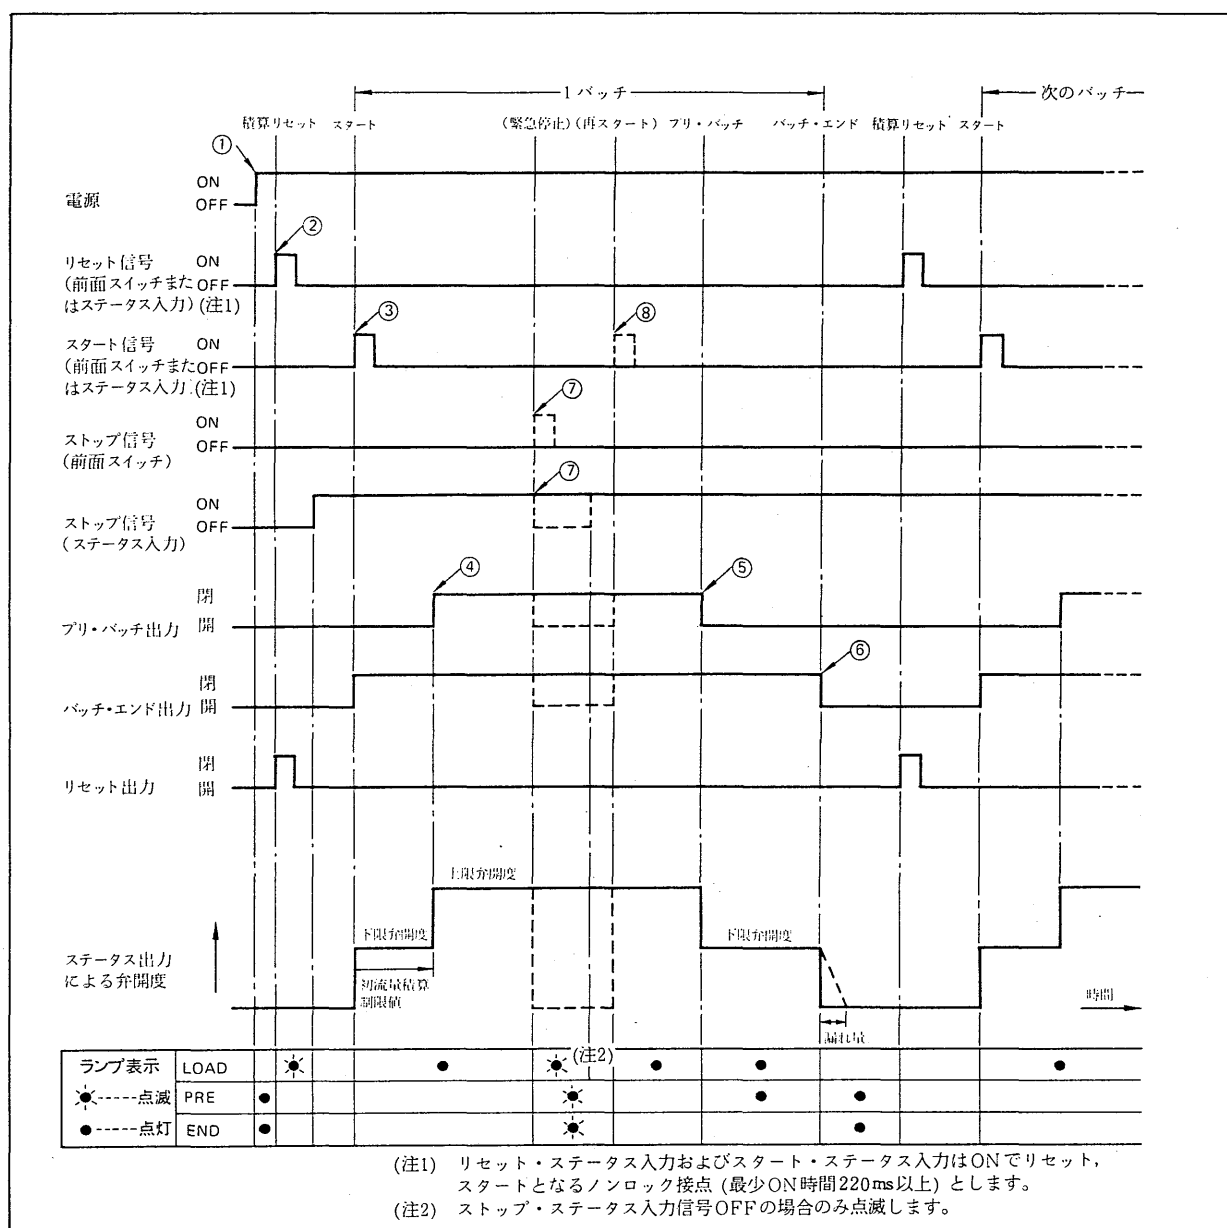 1 バッチ
次のバッチ
積算リセット スタート (緊急停止) (再スタート) プリ・バッチ バッチ・エンド 積算リセット スタート
①
電源 ON
OFF
②
リセット信号 ON
(前面スイッチまた OFF
はステータス入力) (注1)
③
⑧
スタート信号 ON
(前面スイッチまた OFF
はステータス入力) (注1)
⑦
ストップ信号 ON
(前面スイッチ) OFF
⑦
ストップ信号 ON
(ステータス入力) OFF
④
⑤
プリ・バッチ出力 閉
開
⑥
バッチ・エンド出力 閉
開
リセット出力 閉
開
上限弁開度
下限弁開度
下限弁開度
ステータス出力
による弁開度
初流量積算
制限値
時間
漏れ量
ランプ表示 LOAD (注2)
点滅 PRE
点灯 END
(注1) リセット・ステータス入力およびスタート・ステータス入力はONでリセット,
スタートとなるノンロック接点 (最少ON時間220ms以上) とします。
(注2) ストップ・ステータス入力信号OFFの場合のみ点滅します。